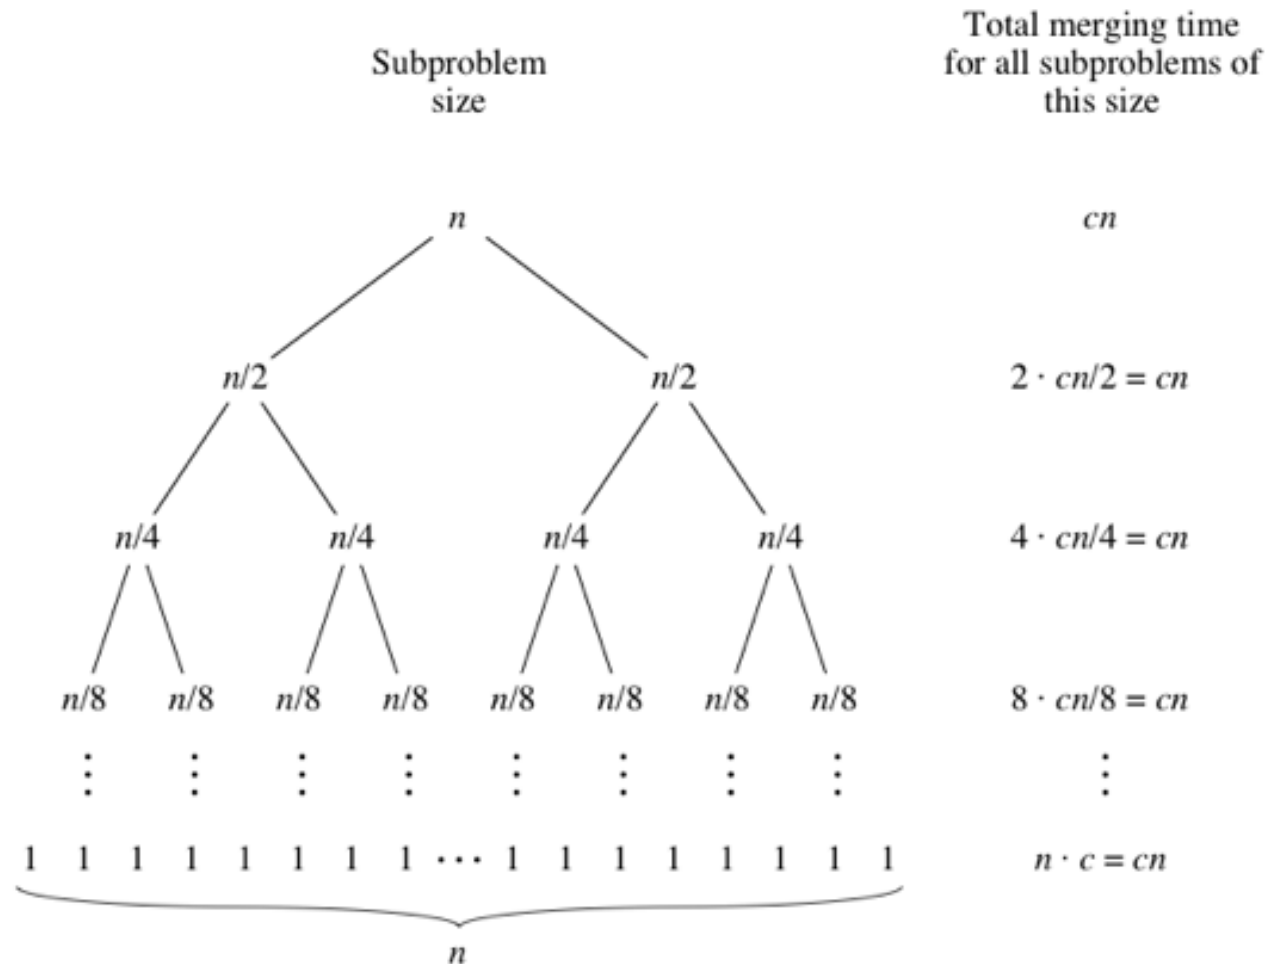 Subproblem
size
Total merging time
for all subproblems of
this size
n cn
n/2 n/2 2 · cn/2 = cn
n/4 n/4 n/4 n/4 4 · cn/4 = cn
n/8 n/8 n/8 n/8 n/8 n/8 n/8 n/8 8 · cn/8 = cn
1 1 1 1 1 1 1 1 ··· 1 1 1 1 1 1 1 1 n · c = cn
n